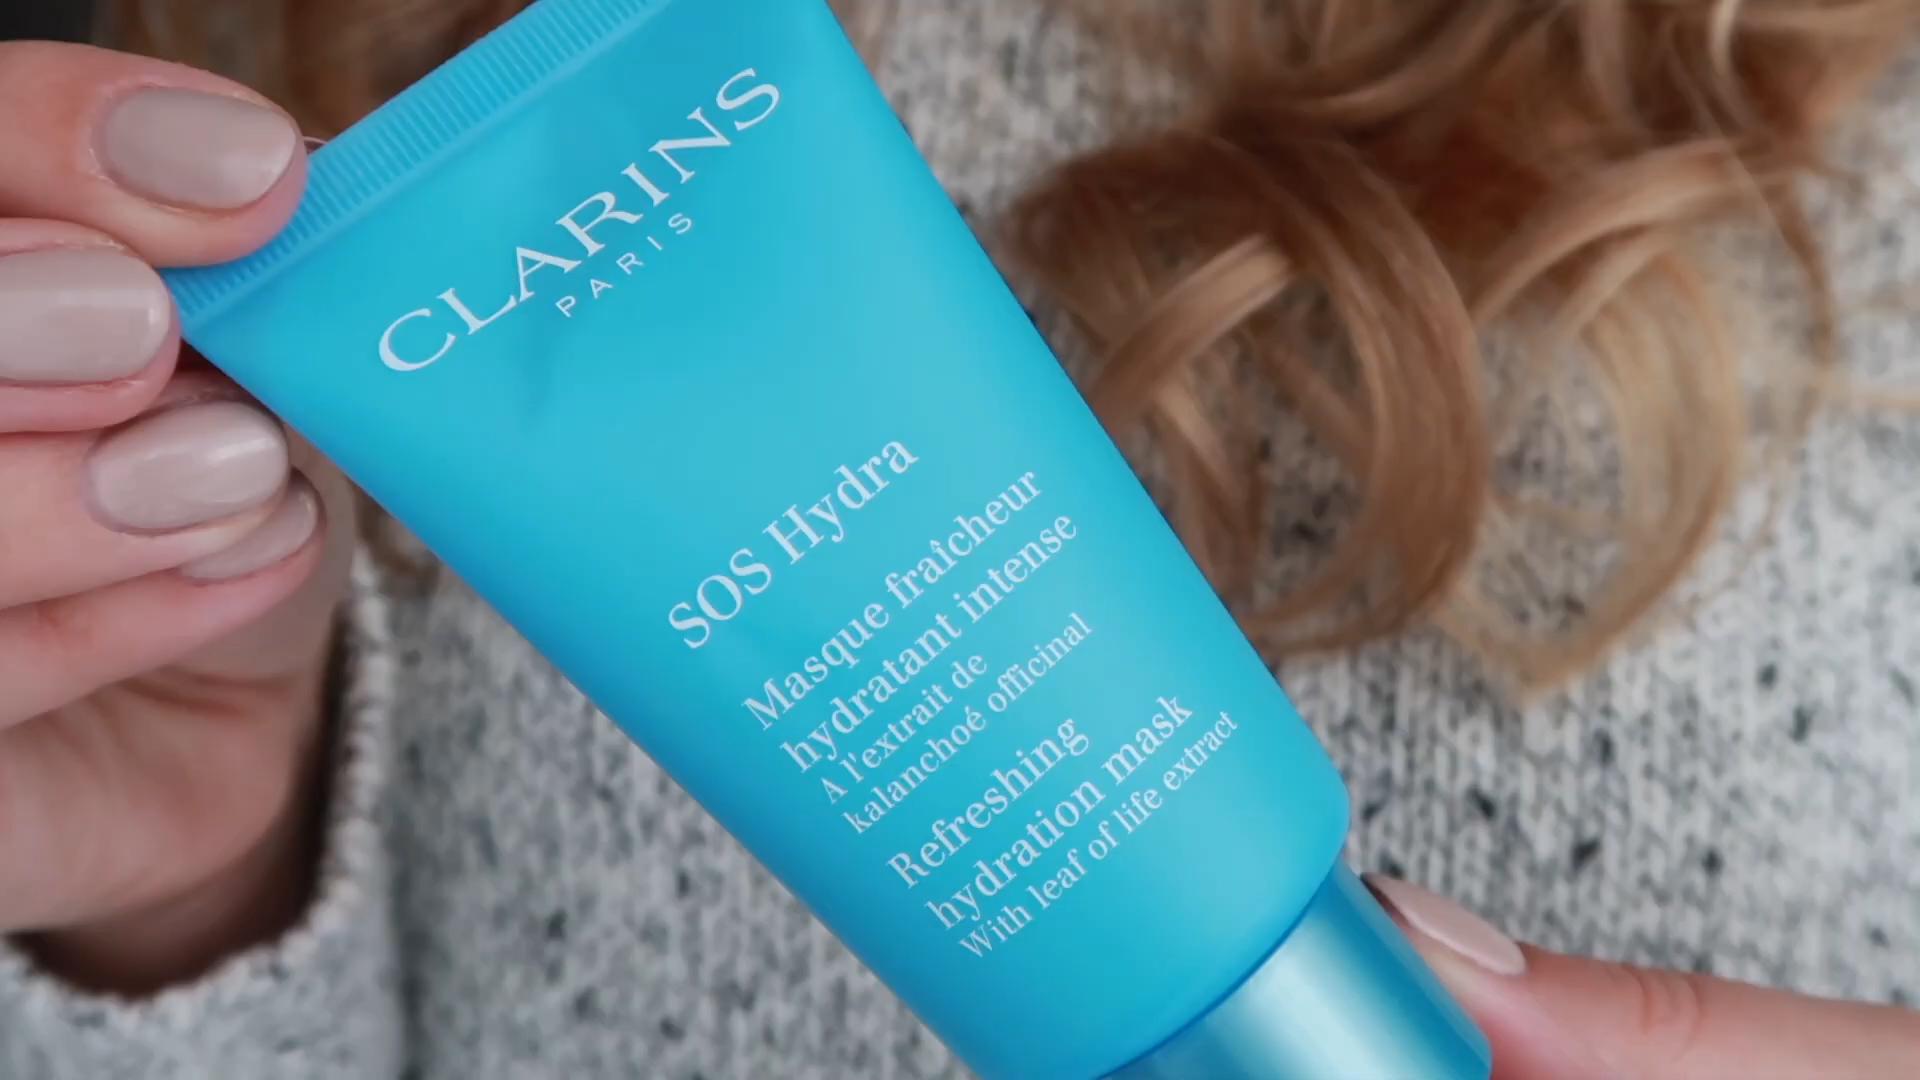 CLARINS
PARIS
SOS Hydra
Masque fraîcheur
hydratant intense
A l'extrait de
kalanchoé officinal
Refreshing
hydration mask
With leaf of life extract